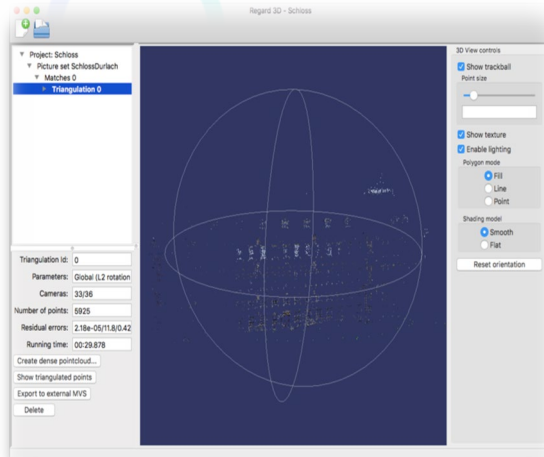 Regard 3D - Schloss
Project: Schloss
Picture set SchlossDurlach
Matches 0
Triangulation 0
Triangulation id: 0
Parameters: Global (L2 rotation
Cameras: 33/36
Number of points: 5925
Residual errors: 2.18e-05/11.8/0.42
Running time: 00:29.878
Create dense pointcloud...
Show triangulated points
Export to external MVS
Delete
3D View controls
Show trackball
Point size
Show texture
Enable lighting
Polygon mode
Fill
Line
Point
Shading model
Smooth
Flat
Reset orientation